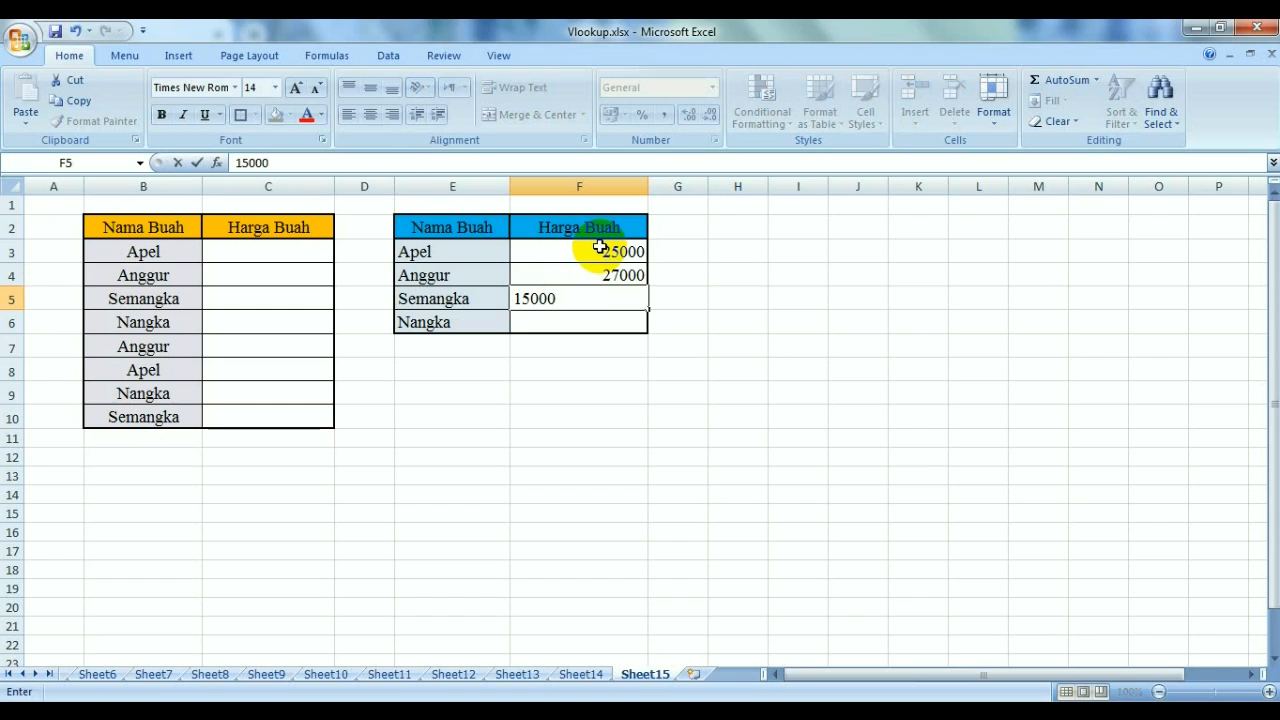 Vlookup.xlsx - Microsoft Excel
Home Menu Insert Page Layout Formulas Data Review View
Paste Cut Copy Format Painter
Clipboard
Times New Rom 14
B I U A
Font
Wrap Text
Merge & Center
Alignment
General
% ,
Number
Conditional Formatting Format as Table Cell Styles
Styles
Insert Delete Format
Cells
Σ AutoSum
Fill
Clear
Sort & Filter Find & Select
Editing
F5 fx 15000
A B C D E F G H I J K L M N O P
1
2 Nama Buah Harga Buah Nama Buah Harga Buah
3 Apel Apel 25000
4 Anggur Anggur 27000
5 Semangka Semangka 15000
6 Nangka Nangka
7 Anggur
8 Apel
9 Nangka
10 Semangka
11
12
13
14
15
16
17
18
19
20
21
22
23
Sheet6 Sheet7 Sheet8 Sheet9 Sheet10 Sheet11 Sheet12 Sheet13 Sheet14 Sheet15
Enter 100%